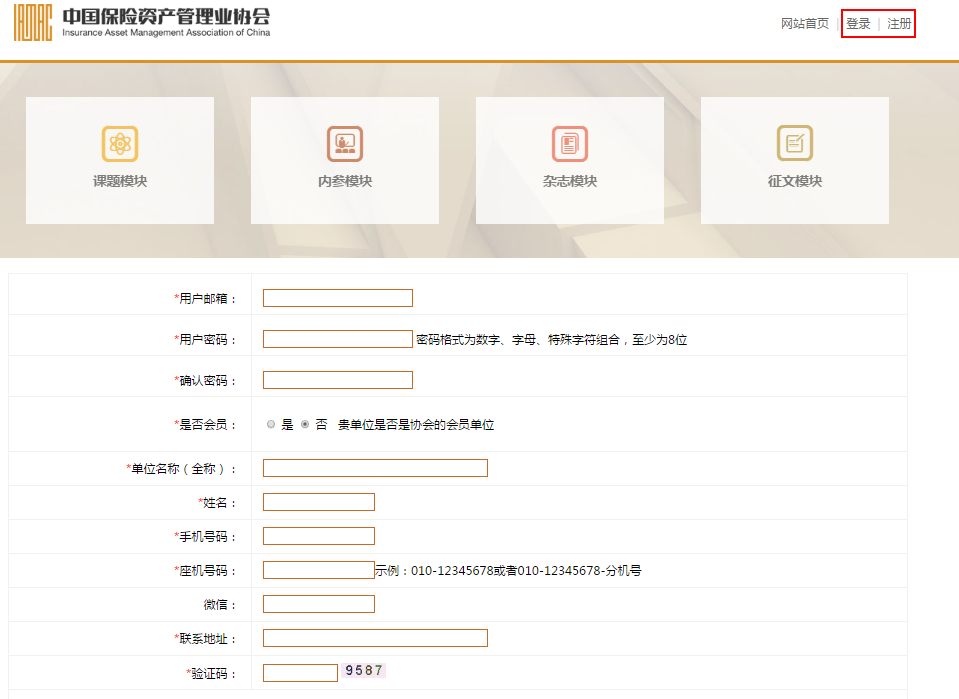 中国保险资产管理业协会
Insurance Asset Management Association of China
网站首页 | 登录 | 注册
课题模块 内参模块 杂志模块 征文模块
*用户邮箱：
*用户密码： 密码格式为数字、字母、特殊字符组合，至少为8位
*确认密码：
*是否会员： 是 否 贵单位是否是协会的会员单位
*单位名称（全称）：
*姓名：
*手机号码：
*座机号码： 示例：010-12345678或者010-12345678-分机号
微信：
*联系地址：
*验证码： 9587